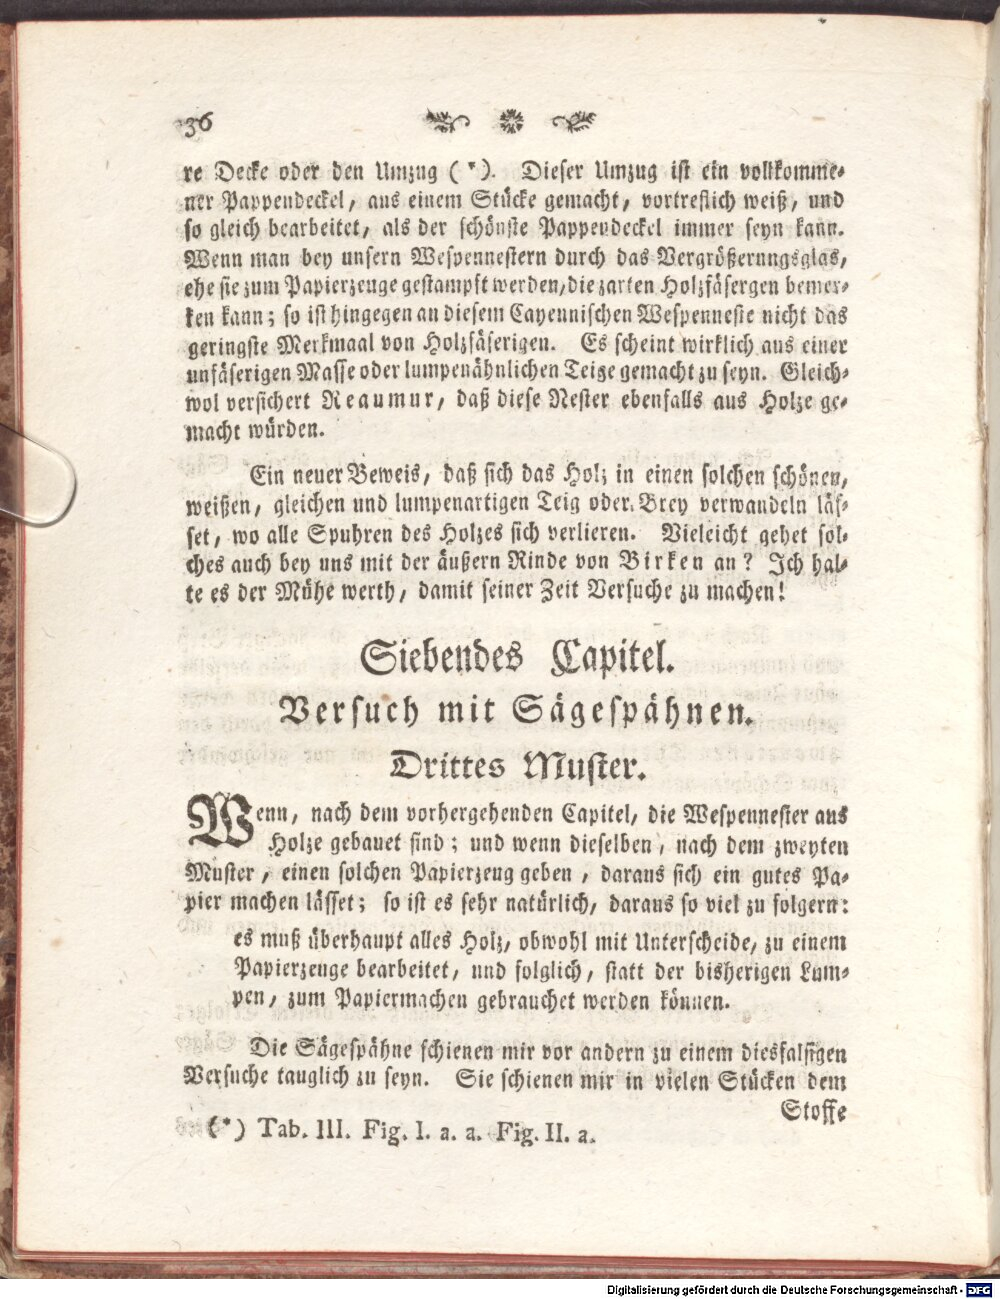 36
re Decke oder den Umzug (*). Dieser Umzug ist ein vollkomme-
ner Pappendeckel, aus einem Stücke gemacht, vortreflich weiß, und
so gleich bearbeitet, als der schönste Pappendeckel immer seyn kann.
Wenn man bey unsern Wespennestern durch das Vergrößerungsglas,
ehe sie zum Papierzeuge gestampft werden, die zarten Holzfäsergen bemer-
ken kann; so ist hingegen an diesem Cayennischen Wespenneste nicht das
geringste Merkmaal von Holzfäserigen. Es scheint wirklich aus einer
unfäserigen Masse oder lumpenähnlichen Teige gemacht zu seyn. Gleich-
wol versichert Reaumur, daß diese Nester ebenfalls aus Holze ge-
macht würden.
Ein neuer Beweis, daß sich das Holz in einen solchen schönen,
weißen, gleichen und lumpenartigen Teig oder Brey verwandeln läs-
set, wo alle Spuhren des Holzes sich verlieren. Vieleicht gehet sol-
ches auch bey uns mit der äußern Rinde von Birken an? Ich hal-
te es der Mühe werth, damit seiner Zeit Versuche zu machen!
Siebendes Capitel.
Versuch mit Sägespähnen.
Drittes Muster.
Wenn, nach dem vorhergehenden Capitel, die Wespennester aus
Holze gebauet sind; und wenn dieselben, nach dem zweyten
Muster, einen solchen Papierzeug geben, daraus sich ein gutes Pa-
pier machen lässet; so ist es sehr natürlich, daraus so viel zu folgern:
es muß überhaupt alles Holz, obwohl mit Unterscheide, zu einem
Papierzeuge bearbeitet, und folglich, statt der bisherigen Lum-
pen, zum Papiermachen gebrauchet werden können.
Die Sägespähne schienen mir vor andern zu einem diesfalsigen
Versuche tauglich zu seyn. Sie schienen mir in vielen Stücken dem
Stoffe
(*) Tab. III. Fig. I. a. a. Fig. II. a.
Digitalisierung gefördert durch die Deutsche Forschungsgemeinschaft - DFG